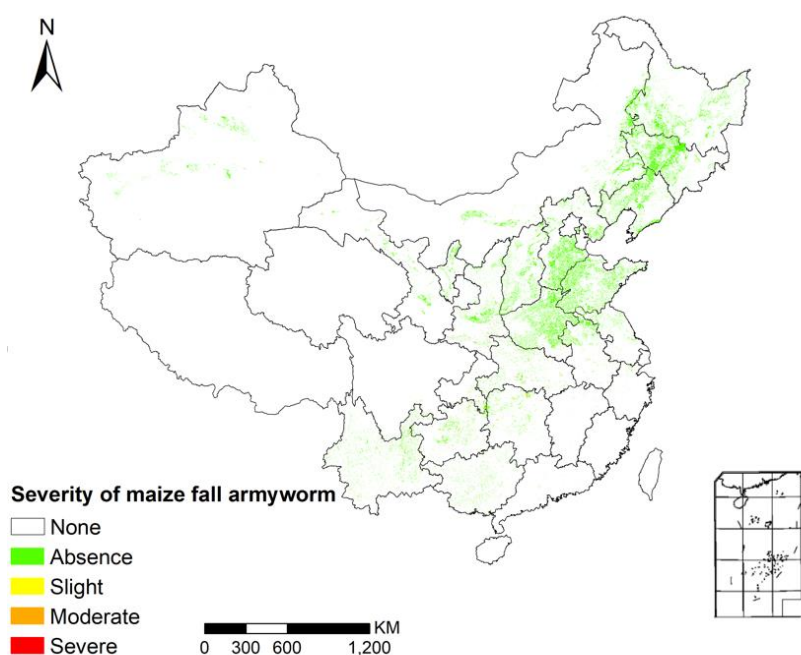 N
Severity of maize fall armyworm
None
Absence
Slight
Moderate
Severe
KM
0 300 600 1,200